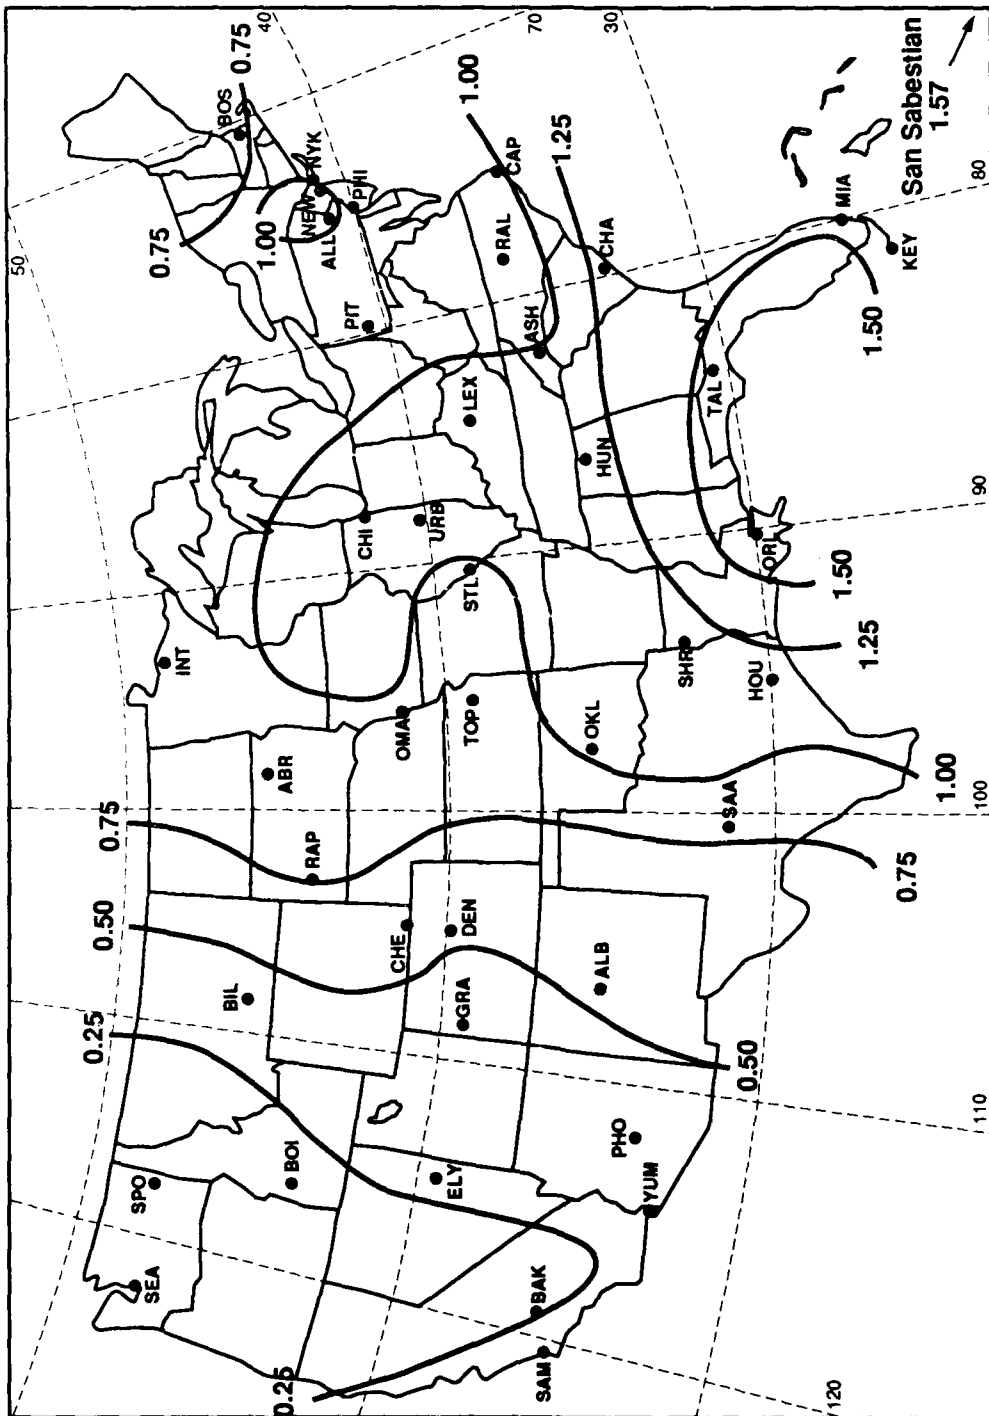 50
40
70
30
80
90
100
110
120
0.75
0.75
1.00
1.00
1.25
BOS
NYK
NEW
PHI
ALL
PIT
CAP
RAL
ASH
CHA
LEX
HUN
CHI
URB
STL
INT
ABR
RAP
OMA
TOP
OKL
SHR
HOU
ORL
TAL
MIA
KEY
San Sabestian
1.57
1.50
1.50
1.25
1.00
0.75
SAA
0.75
0.50
0.25
BIL
CHE
DEN
GRA
ALB
0.50
SPO
SEA
BOI
ELY
PHO
YUM
BAK
SAM
0.25